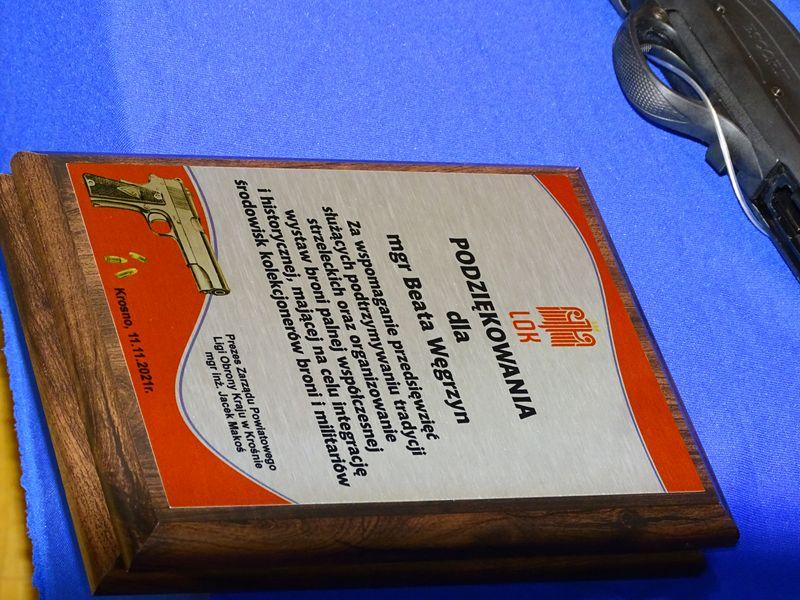 LOK
PODZIĘKOWANIA
dla
mgr Beata Węgrzyn
Za wspomaganie przedsięwzięć
służących podtrzymywaniu tradycji
strzeleckich oraz organizowanie
wystaw broni palnej współczesnej
i historycznej, mającej na celu integrację
środowisk kolekcjonerów broni i militariów
Prezes Zarządu Powiatowego
Ligi Obrony Kraju w Krośnie
mgr inż. Jacek Makoś
Krosno, 11.11.2021r.